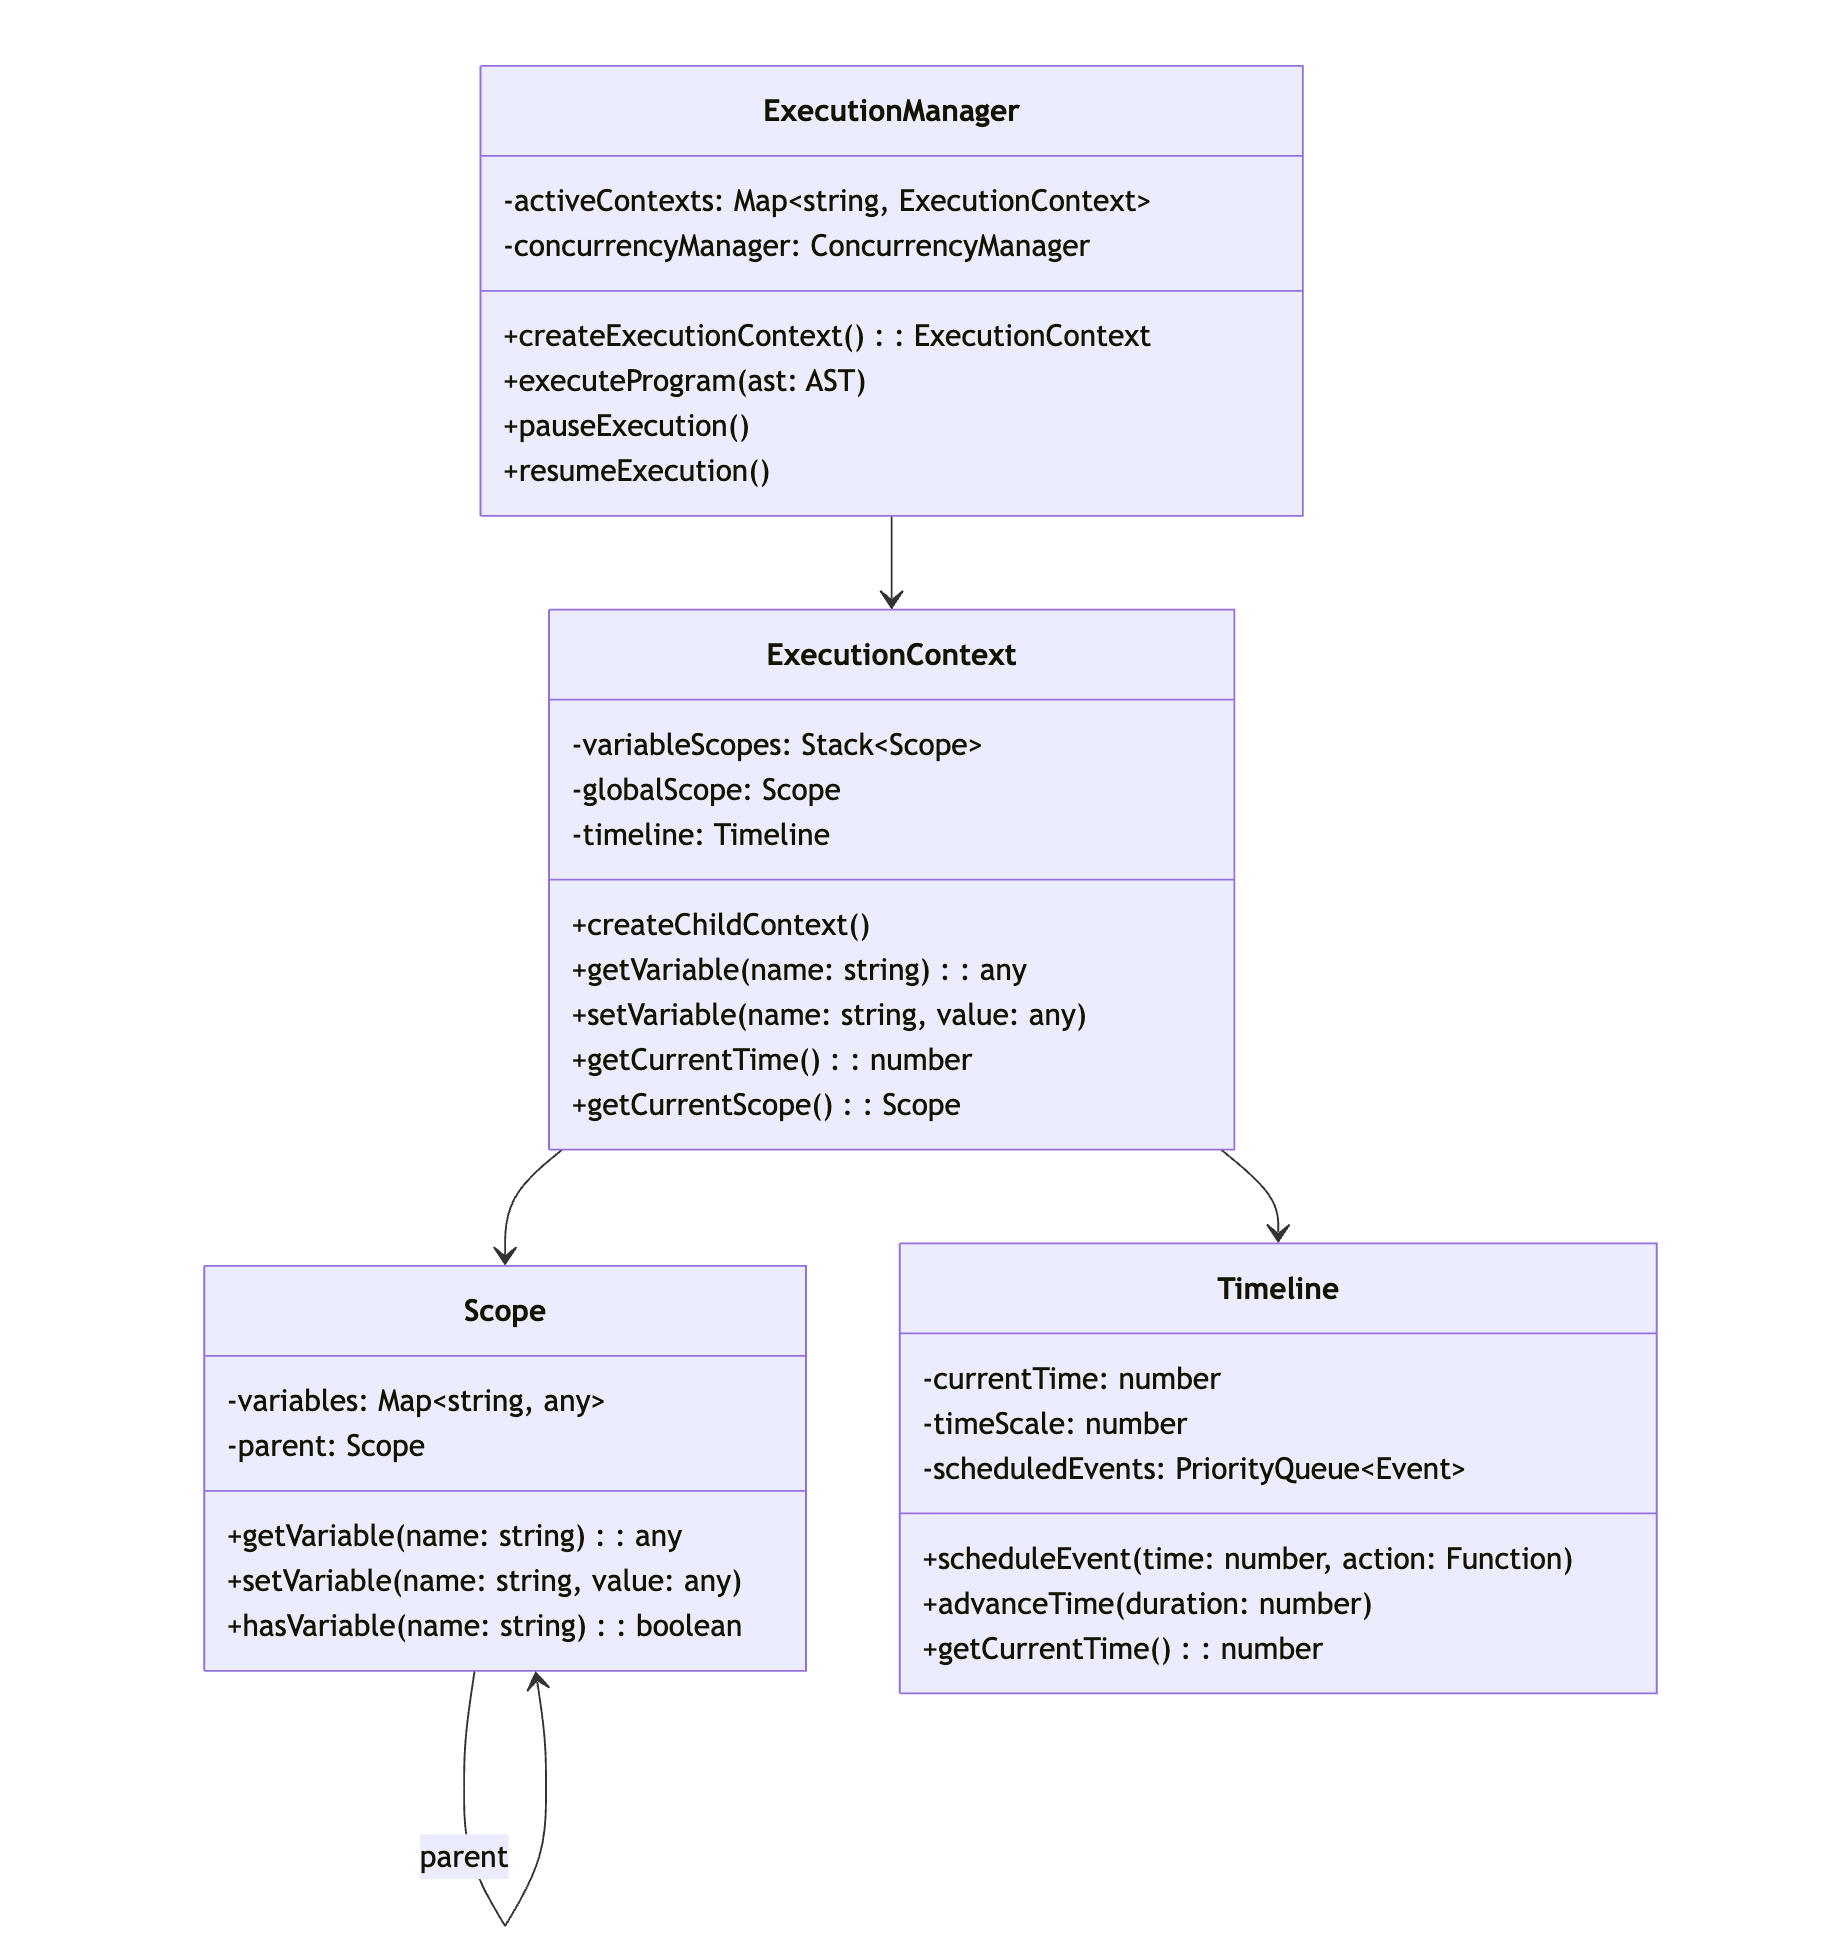 ExecutionManager
-activeContexts: Map<string, ExecutionContext>
-concurrencyManager: ConcurrencyManager
+createExecutionContext() : : ExecutionContext
+executeProgram(ast: AST)
+pauseExecution()
+resumeExecution()
ExecutionContext
-variableScopes: Stack<Scope>
-globalScope: Scope
-timeline: Timeline
+createChildContext()
+getVariable(name: string) : : any
+setVariable(name: string, value: any)
+getCurrentTime() : : number
+getCurrentScope() : : Scope
Scope
-variables: Map<string, any>
-parent: Scope
+getVariable(name: string) : : any
+setVariable(name: string, value: any)
+hasVariable(name: string) : : boolean
Timeline
-currentTime: number
-timeScale: number
-scheduledEvents: PriorityQueue<Event>
+scheduleEvent(time: number, action: Function)
+advanceTime(duration: number)
+getCurrentTime() : : number
parent